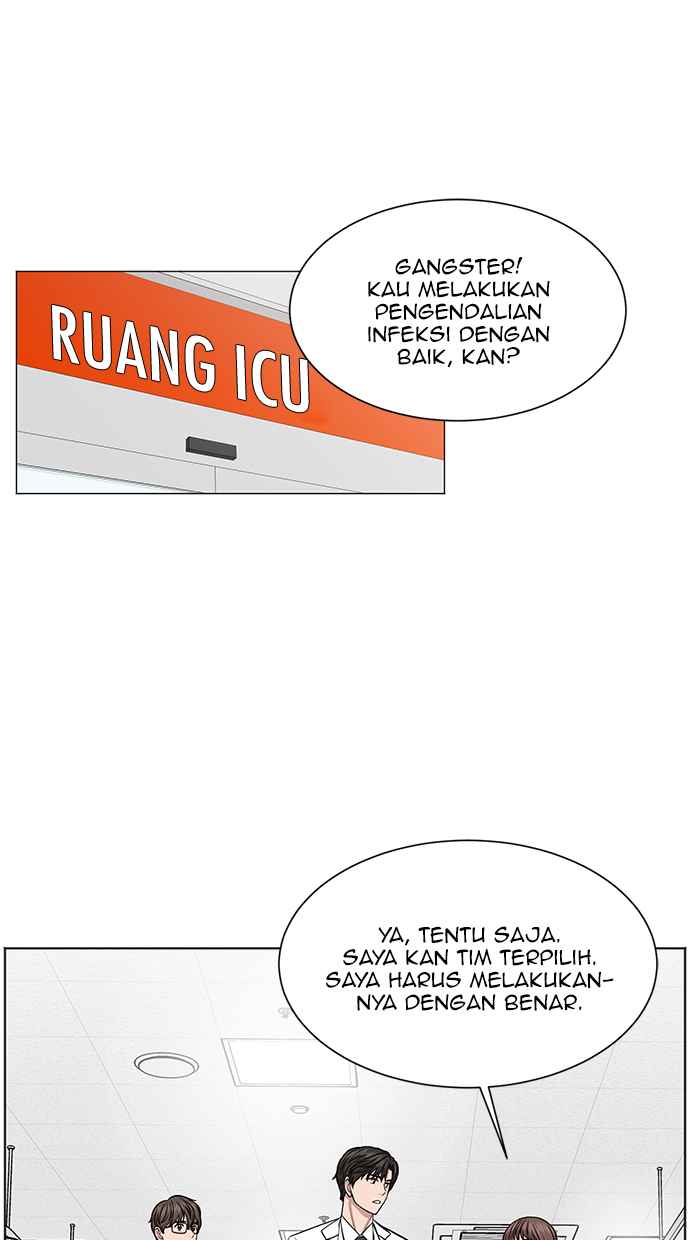 GANGSTER!
KAU MELAKUKAN
PENGENDALIAN
INFEKSI DENGAN
BAIK, KAN?
RUANG ICU
YA, TENTU SAJA.
SAYA KAN TIM TERPILIH.
SAYA HARUS MELAKUKAN-
NYA DENGAN BENAR.